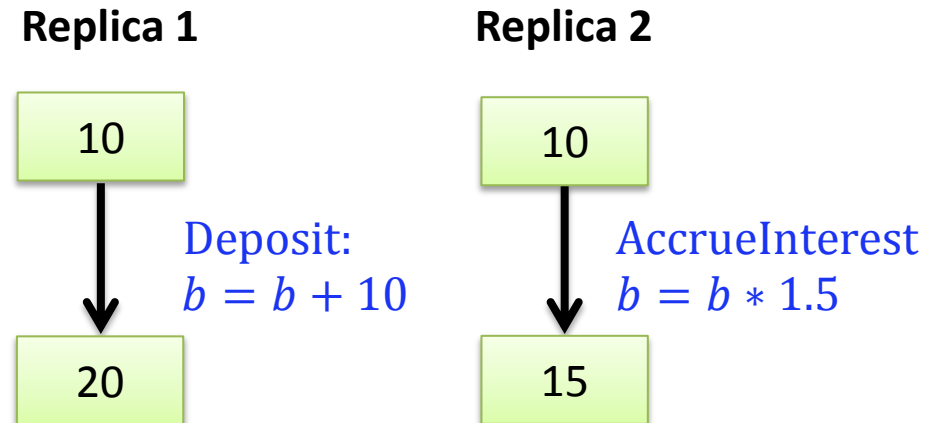 Replica 1
Replica 2
10
10
Deposit:
b = b + 10
AccrueInterest
b = b ∗ 1.5
20
15